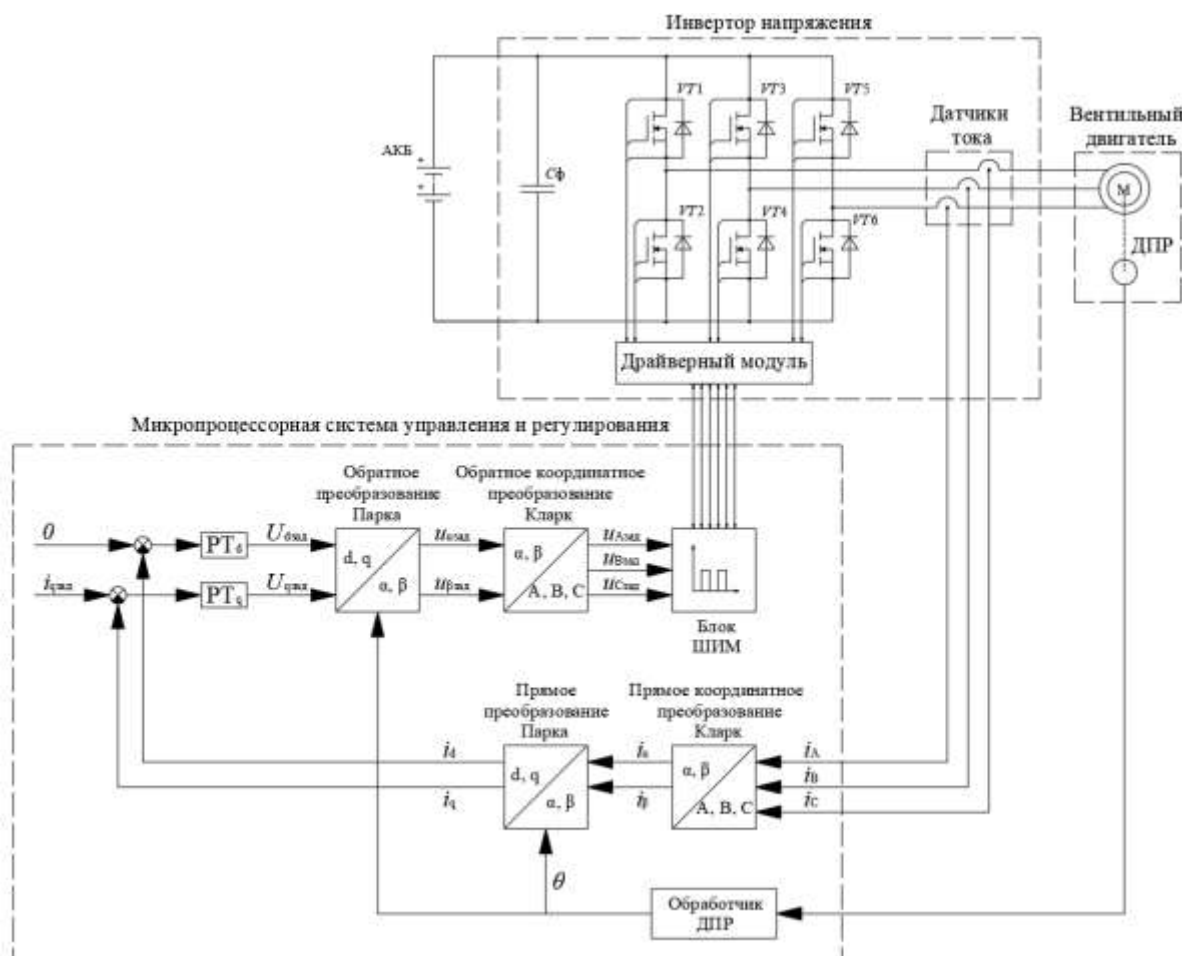 Инвертор напряжения
VT1
VT3
VT5
Датчики
тока
Вентильный
двигатель
АКБ
+
+
Cф
М
VT2
VT4
VT6
ДПР
Драйверный модуль
Микропроцессорная система управления и регулирования
Обратное
преобразование
Парка
Обратное координатное
преобразование
Кларк
0
РТd
Udзад
d, q
α, β
uαзад
α, β
A, B, C
uAзад
uBзад
uCзад
iqзад
РТq
Uqзад
uβзад
Блок
ШИМ
Прямое
преобразование
Парка
Прямое координатное
преобразование
Кларк
id
d, q
α, β
iα
α, β
A, B, C
iA
iB
iC
iq
iβ
θ
Обработчик
ДПР